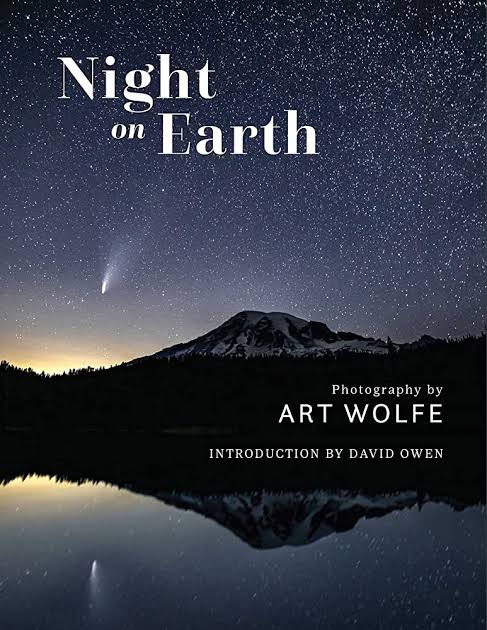 Night
on Earth
Photography by
ART WOLFE
INTRODUCTION BY DAVID OWEN